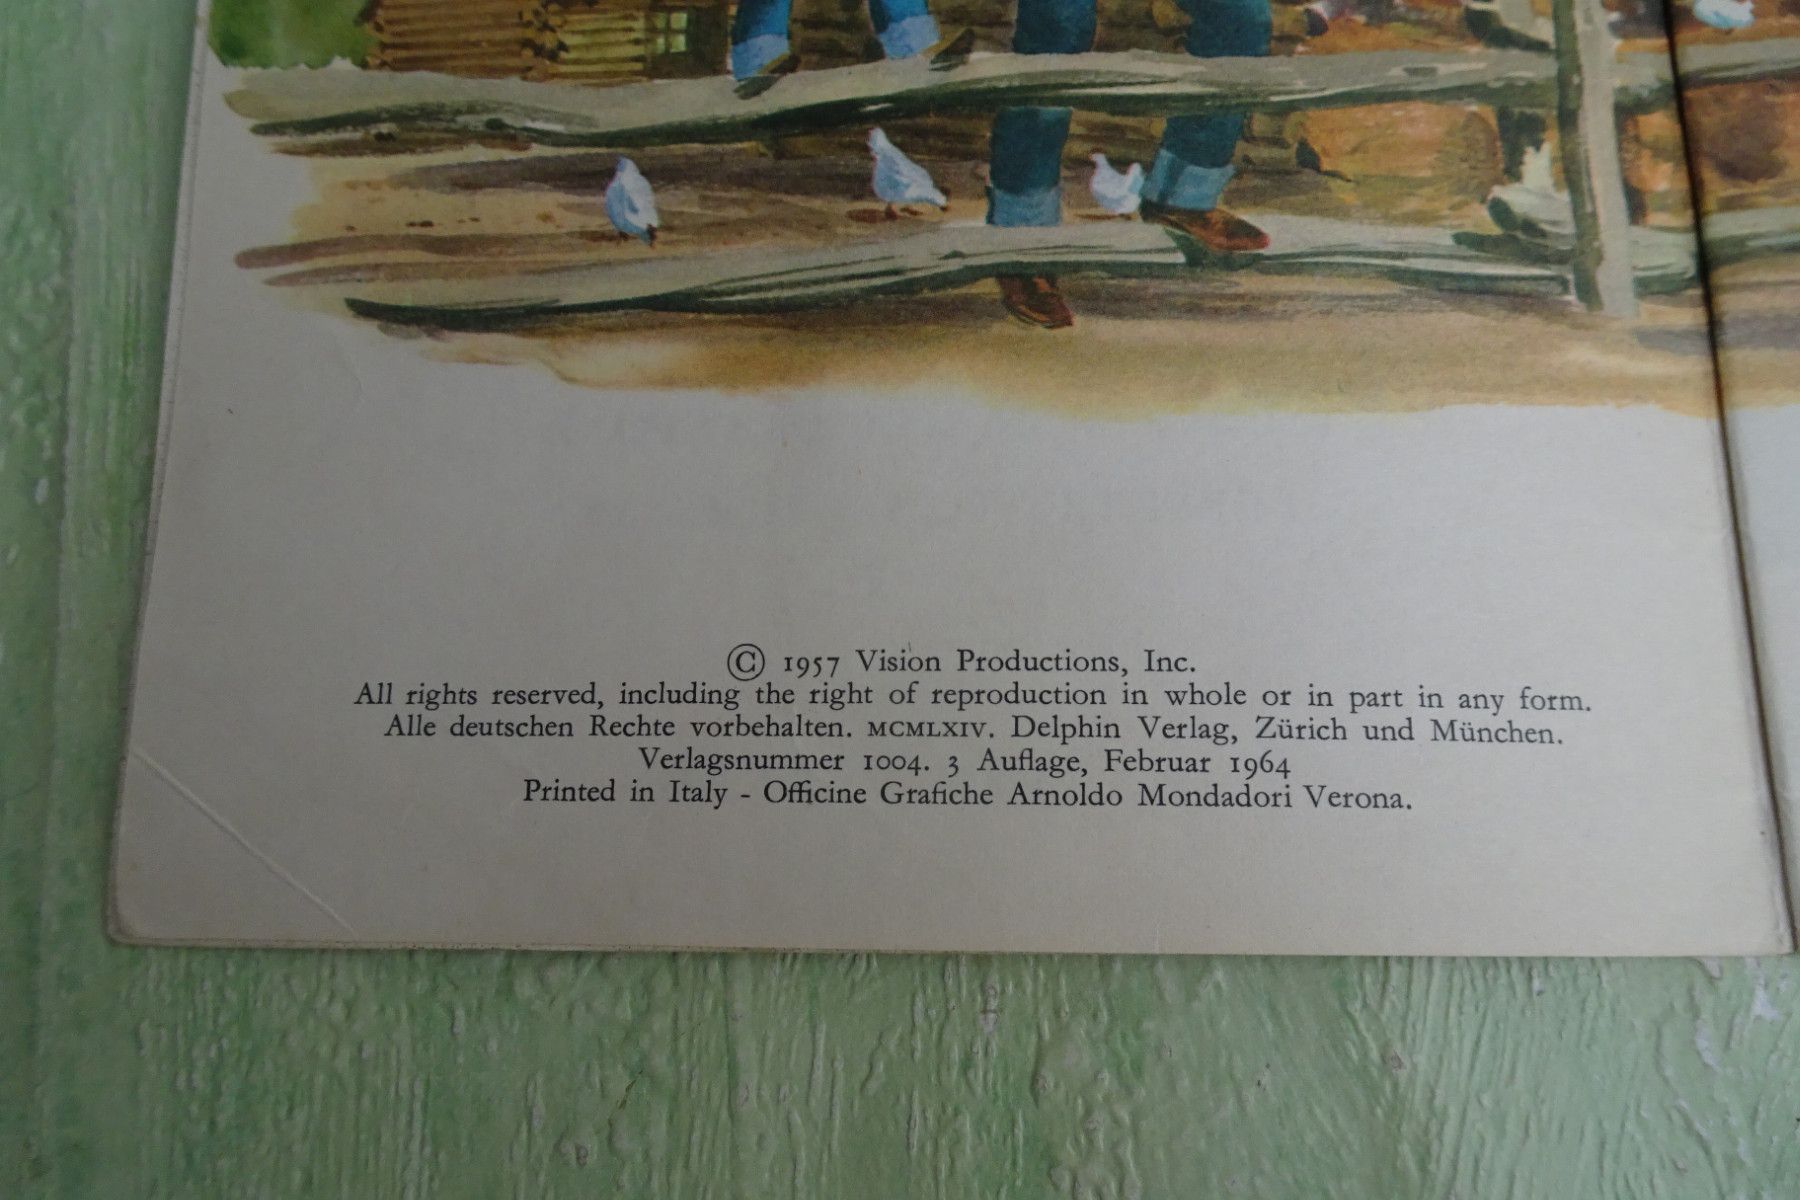 © 1957 Vision Productions, Inc.
All rights reserved, including the right of reproduction in whole or in part in any form.
Alle deutschen Rechte vorbehalten. MCMLXIV. Delphin Verlag, Zürich und München.
Verlagsnummer 1004. 3 Auflage, Februar 1964
Printed in Italy - Officine Grafiche Arnoldo Mondadori Verona.